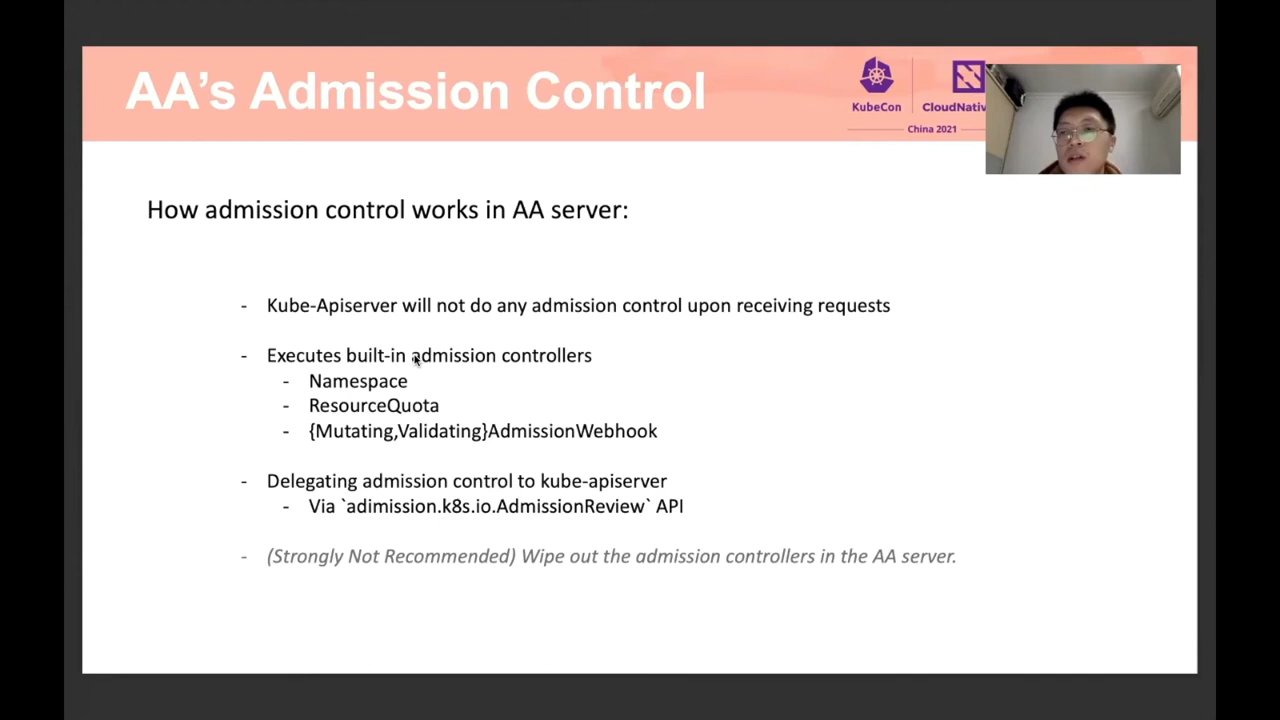 AA's Admission Control
KubeCon
CloudNativ
China 2021
How admission control works in AA server:
- Kube-Apiserver will not do any admission control upon receiving requests
- Executes built-in admission controllers
- Namespace
- ResourceQuota
- {Mutating,Validating}AdmissionWebhook
- Delegating admission control to kube-apiserver
- Via `adimission.k8s.io.AdmissionReview` API
- (Strongly Not Recommended) Wipe out the admission controllers in the AA server.